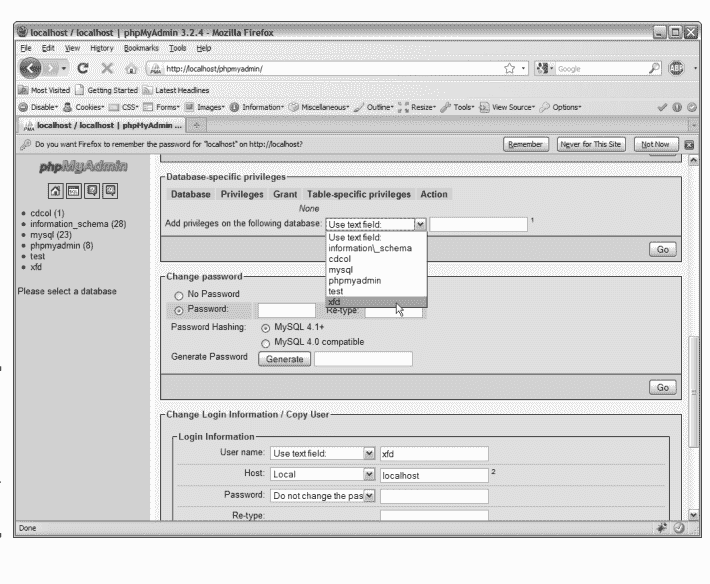 localhost / localhost | phpMyAdmin 3.2.4 - Mozilla Firefox
File Edit View History Bookmarks Tools Help
http://localhost/phpmyadmin/
Google
ABP
Most Visited Getting Started Latest Headlines
Disable Cookies CSS Forms Images Information Miscellaneous Outline Resize Tools View Source Options
localhost / localhost | phpMyAdmin ...
Do you want Firefox to remember the password for "localhost" on http://localhost?
Remember Never for This Site Not Now
phpMyAdmin
SQL
cdcol (1)
information_schema (28)
mysql (23)
phpmyadmin (8)
test
xfd
Please select a database
Database-specific privileges
Database Privileges Grant Table-specific privileges Action
None
Add privileges on the following database: Use text field: 1
Use text field:
information\_schema
cdcol
mysql
phpmyadmin
test
xfd
Go
Change password
No Password
Password: Re-type:
Password Hashing: MySQL 4.1+
MySQL 4.0 compatible
Generate Password Generate
Go
Change Login Information / Copy User
Login Information
User name: Use text field: xfd
Host: Local localhost 2
Password: Do not change the pas
Re-type:
Done